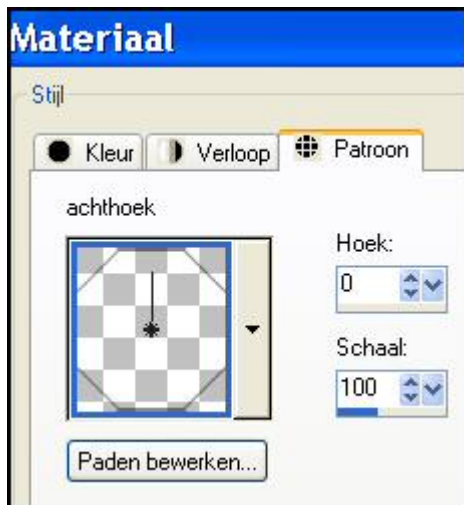 Materiaal
Stijl
Kleur Verloop Patroon
achthoek
Hoek:
0
Schaal:
100
Paden bewerken...